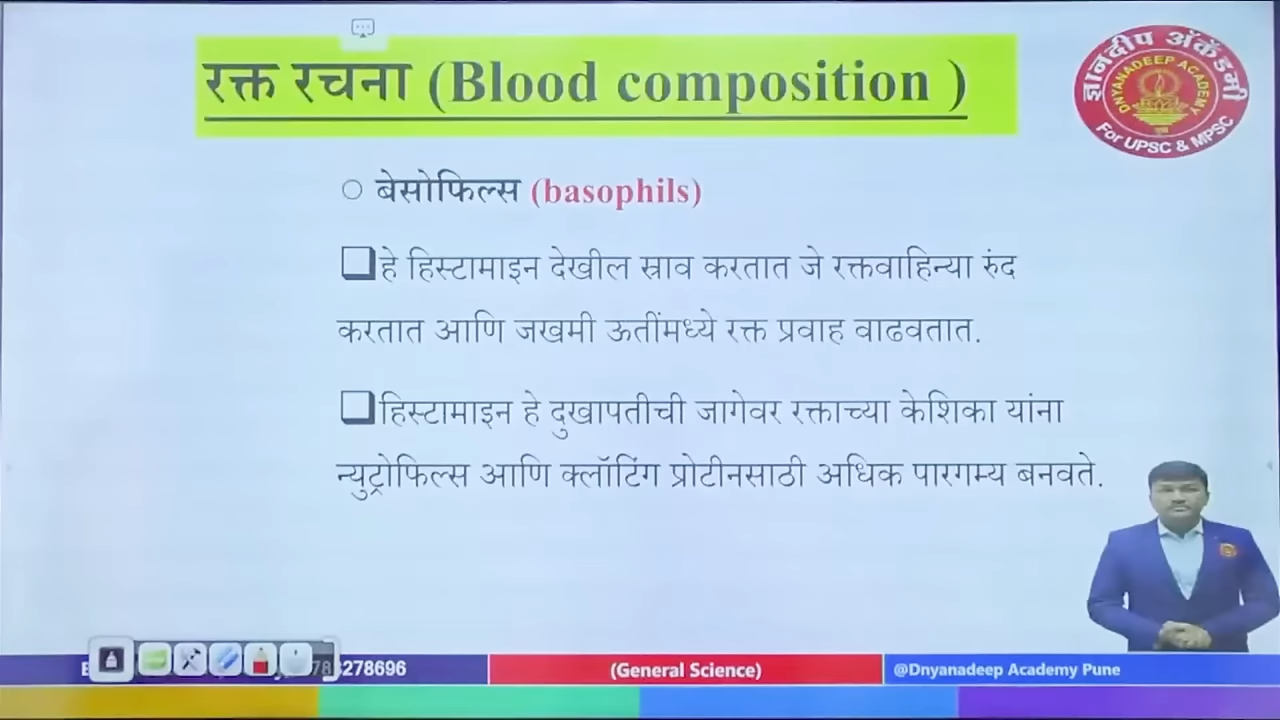 रक्त रचना (Blood composition )
ज्ञानदीप ॲकॅडमी
DNYANADEEP ACADEMY
For UPSC & MPSC
बेसोफिल्स (basophils)
हे हिस्टामाइन देखील स्राव करतात जे रक्तवाहिन्या रुंद
करतात आणि जखमी ऊतींमध्ये रक्त प्रवाह वाढवतात.
हिस्टामाइन हे दुखापतीची जागेवर रक्ताच्या केशिका यांना
न्युट्रोफिल्स आणि क्लॉटिंग प्रोटीनसाठी अधिक पारगम्य बनवते.
278696
(General Science)
@Dnyanadeep Academy Pune